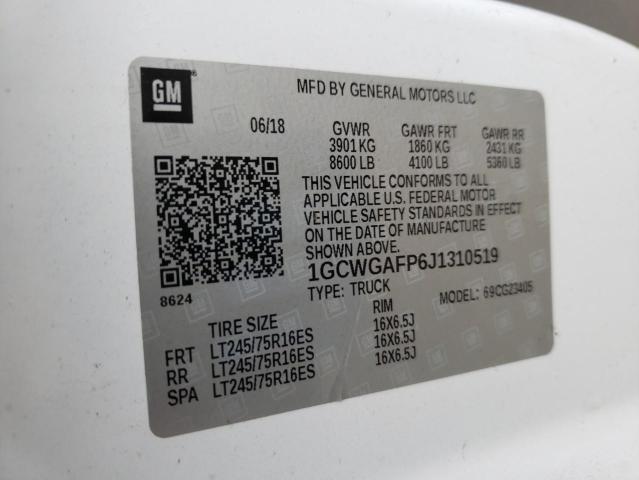 GM
MFD BY GENERAL MOTORS LLC
06/18 GVWR GAWR FRT GAWR RR
3901 KG 1860 KG 2431 KG
8600 LB 4100 LB 5360 LB
THIS VEHICLE CONFORMS TO ALL
APPLICABLE U.S. FEDERAL MOTOR
VEHICLE SAFETY STANDARDS IN EFFECT
ON THE DATE OF MANUFACTURE
SHOWN ABOVE.
1GCWGAFP6J1310519
8624
TYPE: TRUCK MODEL: 69CG23405
TIRE SIZE RIM
FRT LT245/75R16ES 16X6.5J
RR LT245/75R16ES 16X6.5J
SPA LT245/75R16ES 16X6.5J